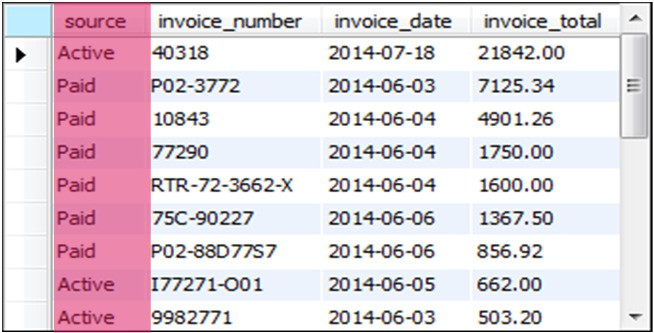 source invoice_number invoice_date invoice_total
Active 40318 2014-07-18 21842.00
Paid P02-3772 2014-06-03 7125.34
Paid 10843 2014-06-04 4901.26
Paid 77290 2014-06-04 1750.00
Paid RTR-72-3662-X 2014-06-04 1600.00
Paid 75C-90227 2014-06-06 1367.50
Paid P02-88D77S7 2014-06-06 856.92
Active I77271-O01 2014-06-05 662.00
Active 9982771 2014-06-03 503.20